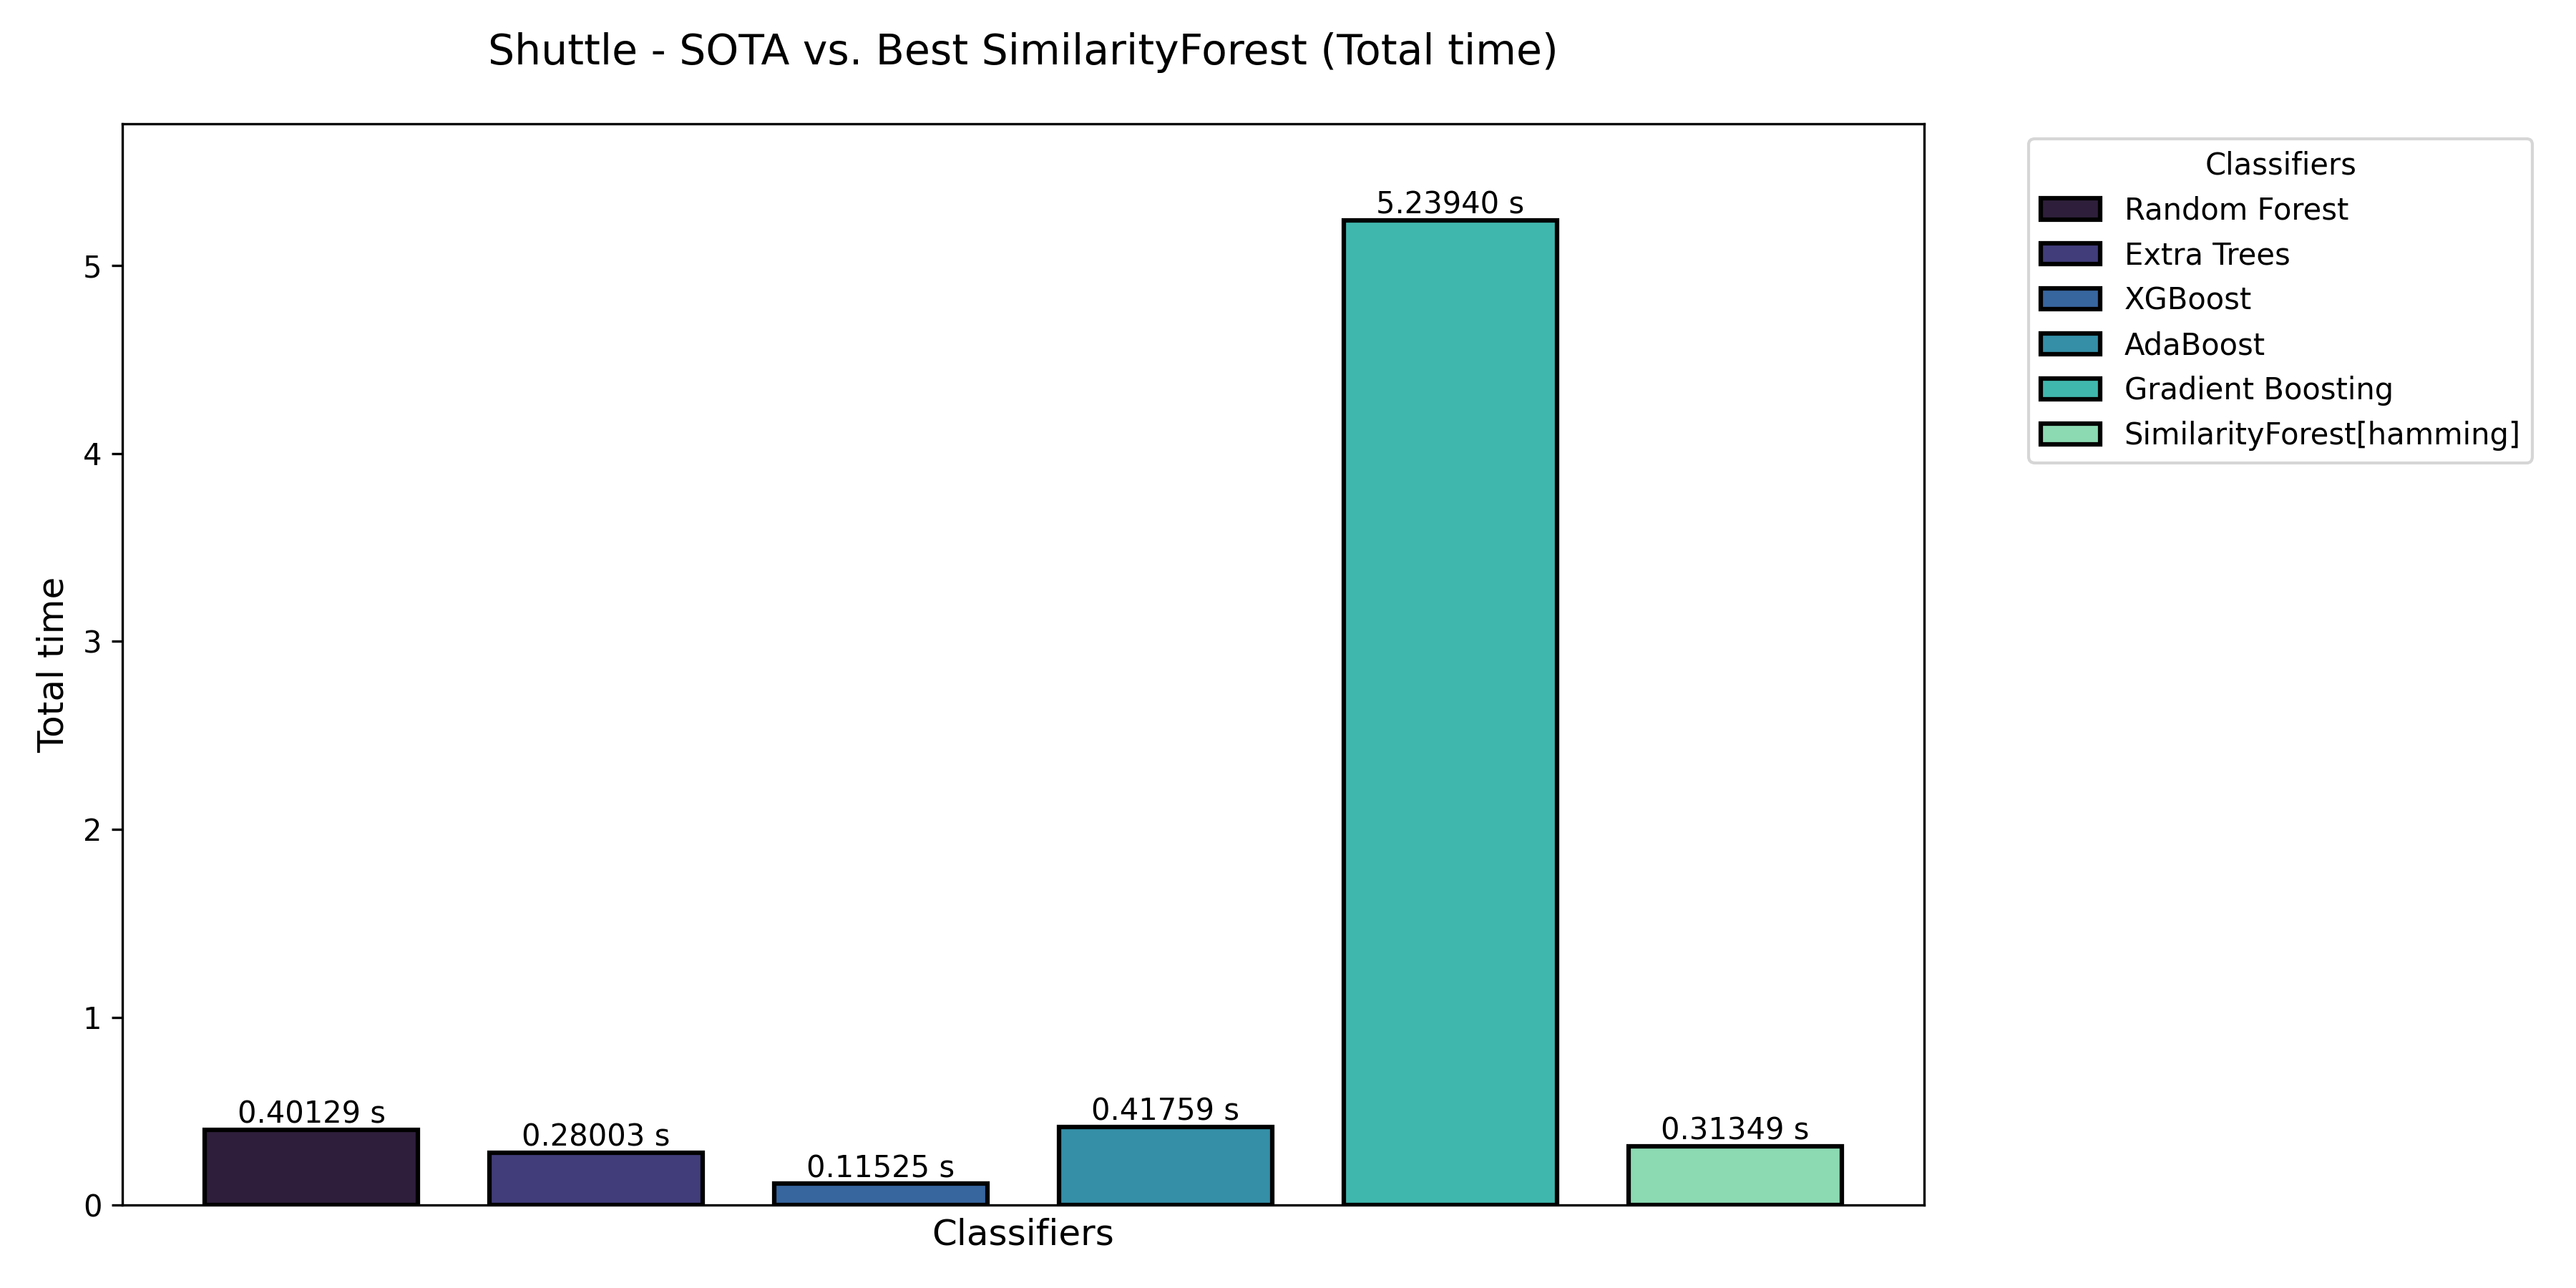 Shuttle - SOTA vs. Best SimilarityForest (Total time)
Total time
5
4
3
2
1
0
0.40129 s
0.28003 s
0.11525 s
0.41759 s
5.23940 s
0.31349 s
Classifiers
Classifiers
Random Forest
Extra Trees
XGBoost
AdaBoost
Gradient Boosting
SimilarityForest[hamming]